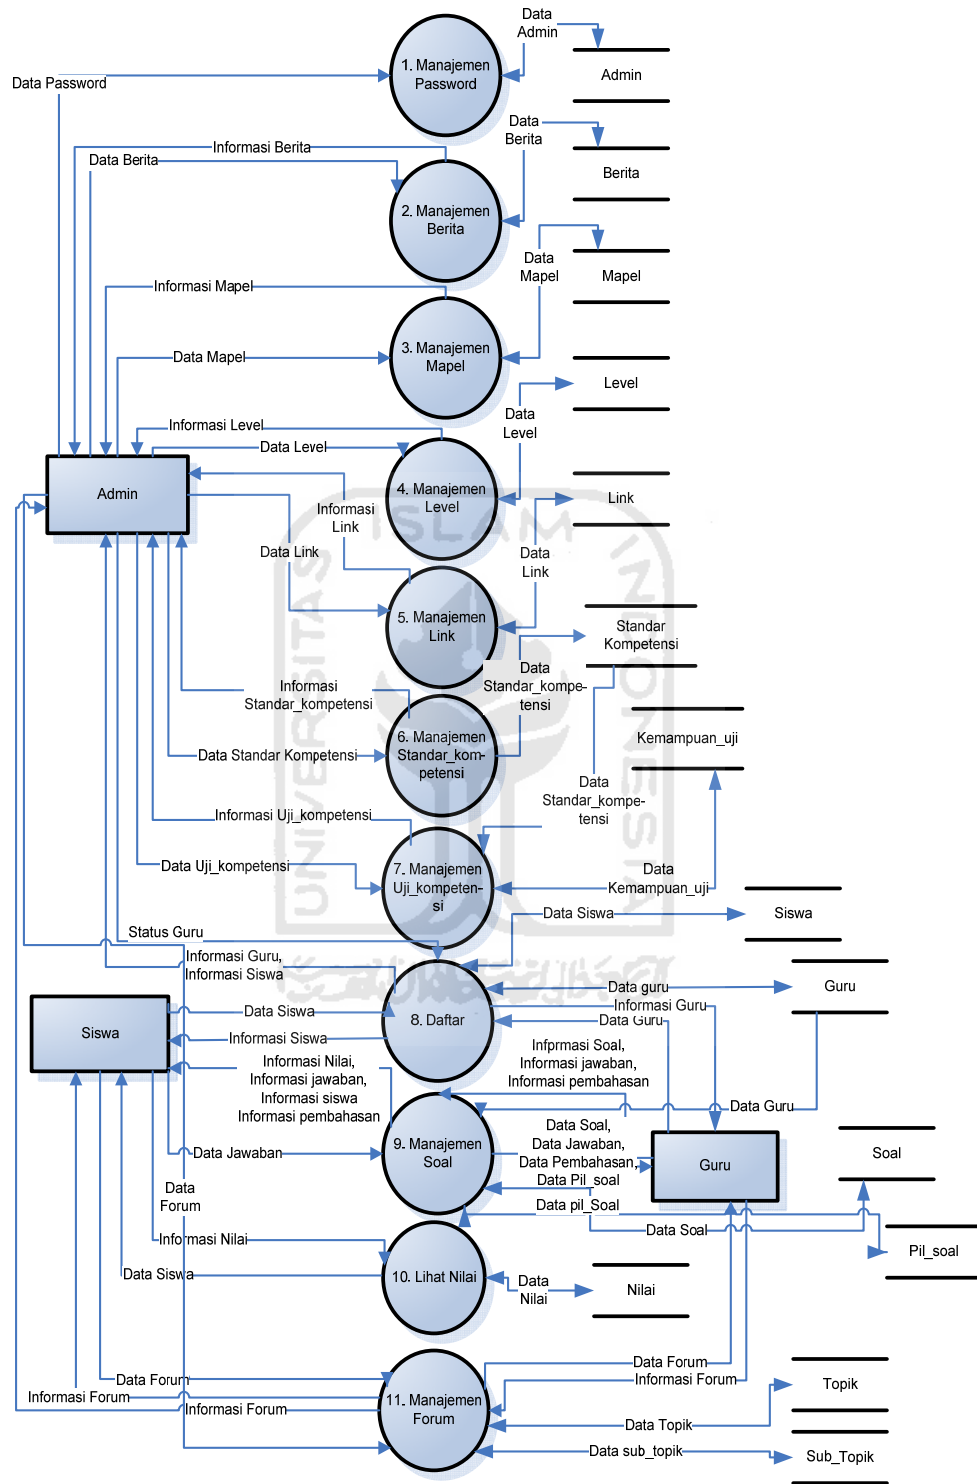 Data
Admin
1. Manajemen
Password
Admin
Data Password
Data
Berita
Informasi Berita
Data Berita
Berita
2. Manajemen
Berita
Data
Mapel
Mapel
Informasi Mapel
3. Manajemen
Mapel
Data Mapel
Level
Informasi Level
Data
Level
Data Level
Admin
4. Manajemen
Level
Link
Informasi
Link
ISLAM
UNIVERSITAS
INDONESIA
Data Link
Data
Link
5. Manajemen
Link
Standar
Kompetensi
Data
Standar_kompe-
tensi
Informasi
Standar_kompetensi
6. Manajemen
Standar_kom-
petensi
Kemampuan_uji
Data Standar Kompetensi
Data
Standar_kompe-
tensi
Informasi Uji_kompetensi
Data Uji_kompetensi
7. Manajemen
Uji_kompeten-
si
Data
Kemampuan_uji
Data Siswa
Siswa
Status Guru
Informasi Guru,
Informasi Siswa
Data guru
Guru
Informasi Guru
Data Guru
8. Daftar
Siswa
Data Siswa
Informasi Siswa
Infprmasi Soal,
Informasi jawaban,
Informasi pembahasan
Informasi Nilai,
Informasi jawaban,
Informasi siswa
Informasi pembahasan
Data Guru
9. Manajemen
Soal
Data Soal,
Data Jawaban,
Data Pembahasan,
Data Pil_soal
Guru
Soal
Data Jawaban
Data
Forum
Data pil_Soal
Data Soal
Informasi Nilai
Pil_soal
Data Siswa
10. Lihat Nilai
Data
Nilai
Nilai
Data Forum
Informasi Forum
Data Forum
Informasi Forum
Informasi Forum
11. Manajemen
Forum
Topik
Data Topik
Data sub_topik
Sub_Topik